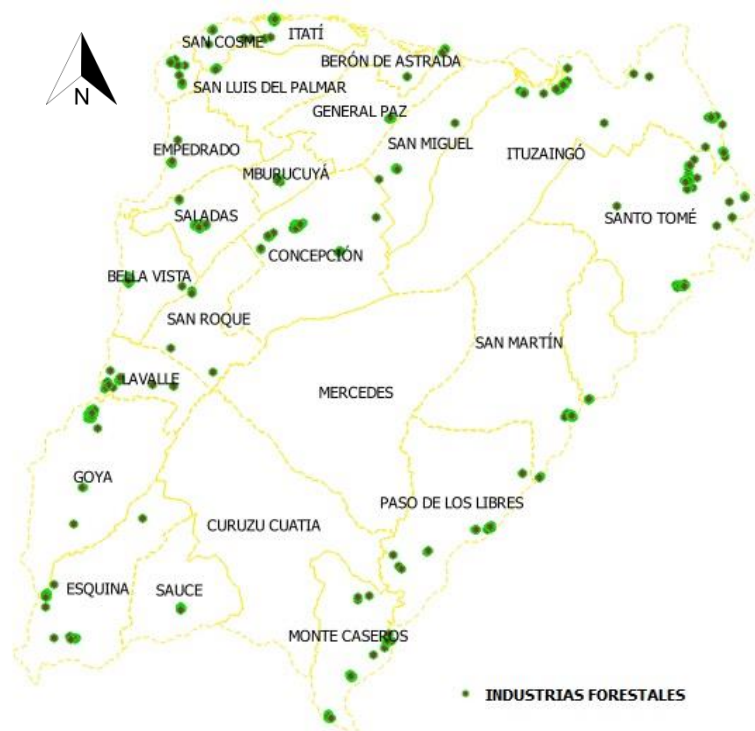 ITATÍ
SAN COSME
BERÓN DE ASTRADA
SAN LUIS DEL PALMAR
N
GENERAL PAZ
SAN MIGUEL
EMPEDRADO
ITUZAINGÓ
MBURUCUYÁ
SALADAS
SANTO TOMÉ
CONCEPCIÓN
BELLA VISTA
SAN ROQUE
SAN MARTÍN
LAVALLE
MERCEDES
GOYA
PASO DE LOS LIBRES
CURUZU CUATIA
ESQUINA
SAUCE
MONTE CASEROS
INDUSTRIAS FORESTALES